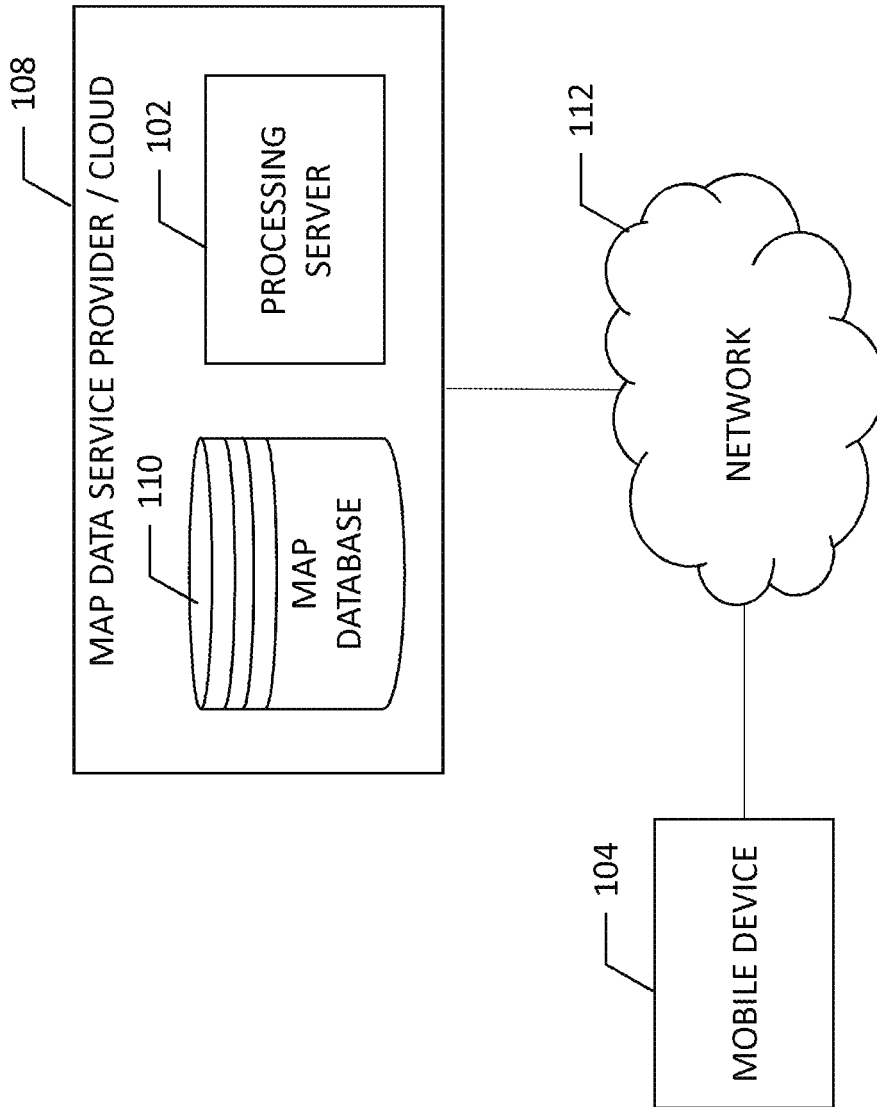 108
MAP DATA SERVICE PROVIDER / CLOUD
110
102
MAP
DATABASE
PROCESSING
SERVER
104
112
MOBILE DEVICE
NETWORK